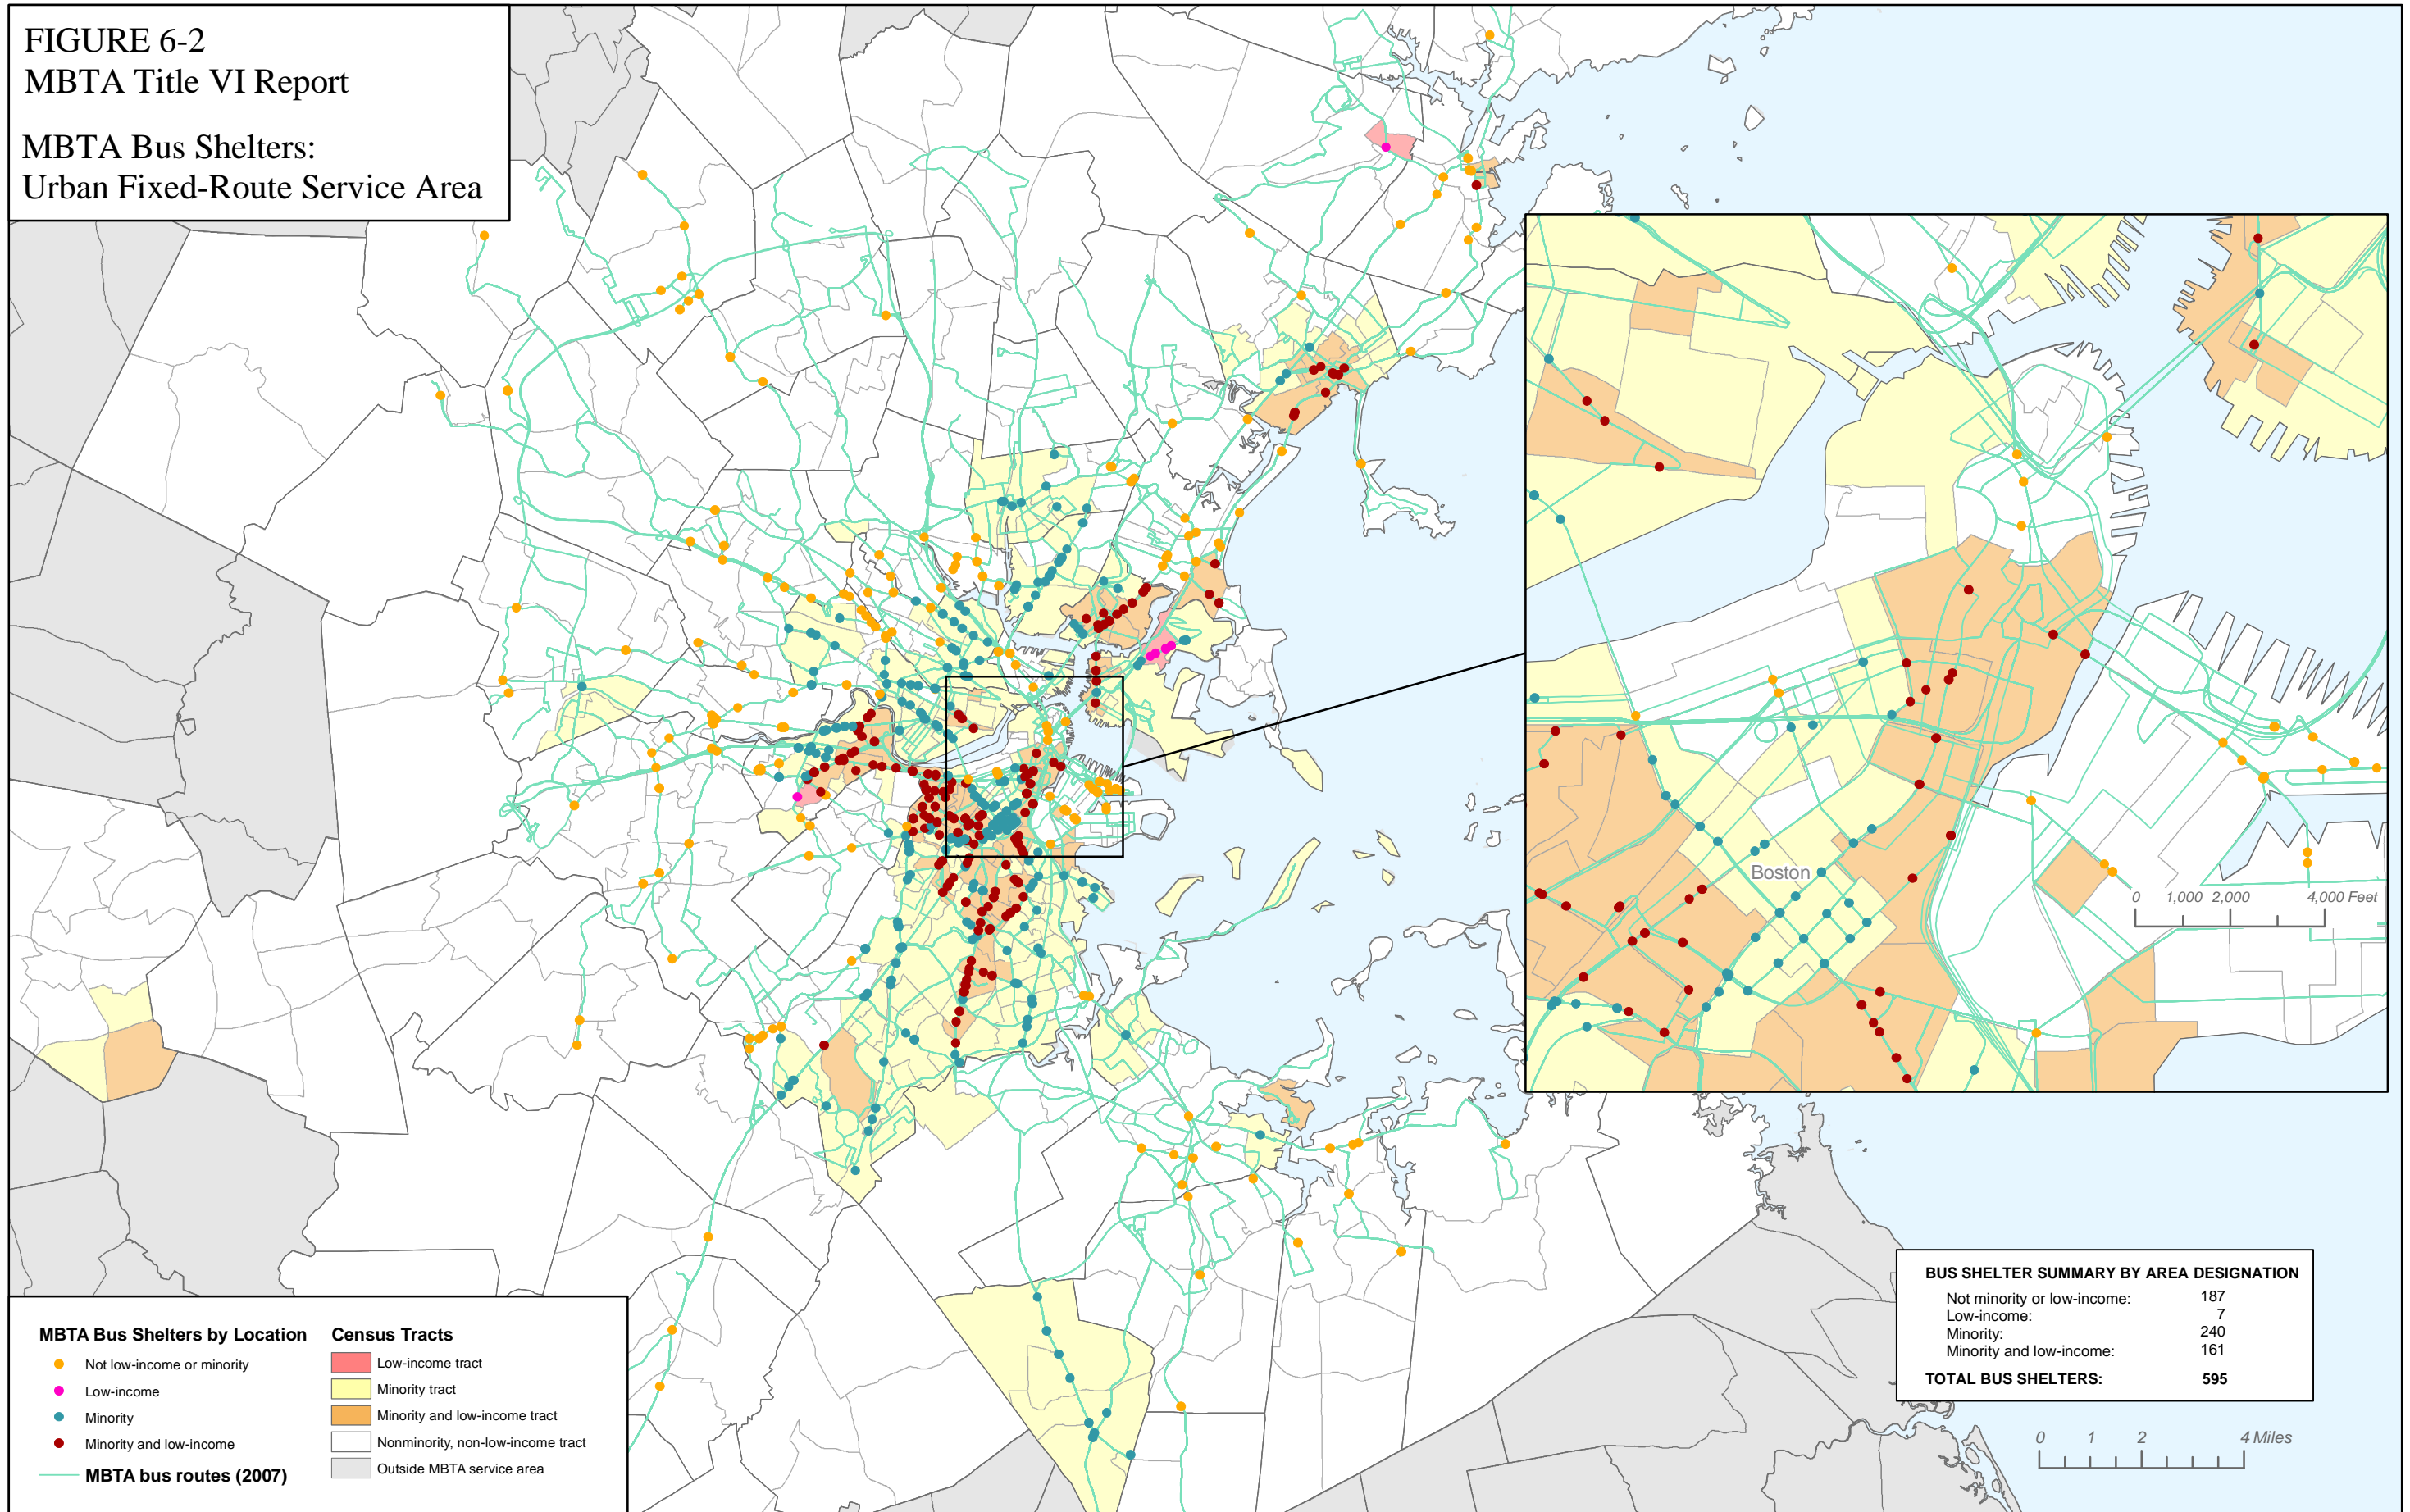 FIGURE 6-2
MBTA Title VI Report
MBTA Bus Shelters:
Urban Fixed-Route Service Area
Boston
0 1,000 2,000 4,000 Feet
BUS SHELTER SUMMARY BY AREA DESIGNATION
Not minority or low-income: 187
Low-income: 7
Minority: 240
Minority and low-income: 161
TOTAL BUS SHELTERS: 595
0 1 2 4 Miles
MBTA Bus Shelters by Location
Not low-income or minority
Low-income
Minority
Minority and low-income
MBTA bus routes (2007)
Census Tracts
Low-income tract
Minority tract
Minority and low-income tract
Nonminority, non-low-income tract
Outside MBTA service area